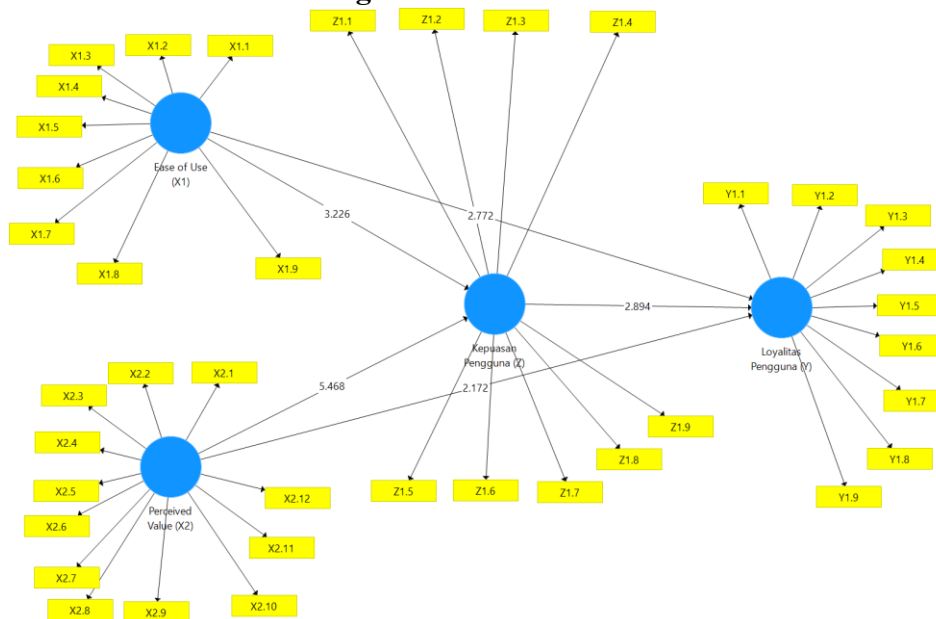 Z1.1
Z1.2
Z1.3
Z1.4
X1.3
X1.2
X1.1
X1.4
X1.5
X1.6
X1.7
X1.8
X1.9
Ease of Use
(X1)
3.226
2.772
Y1.1
Y1.2
Y1.3
Y1.4
Y1.5
Y1.6
Y1.7
Y1.8
Y1.9
2.894
Kepuasan
Pengguna (Z)
Loyalitas
Pengguna (Y)
5.468
2.172
X2.3
X2.2
X2.1
X2.4
X2.5
X2.6
X2.7
X2.8
X2.9
X2.10
X2.11
X2.12
Perceived
Value (X2)
Z1.5
Z1.6
Z1.7
Z1.8
Z1.9